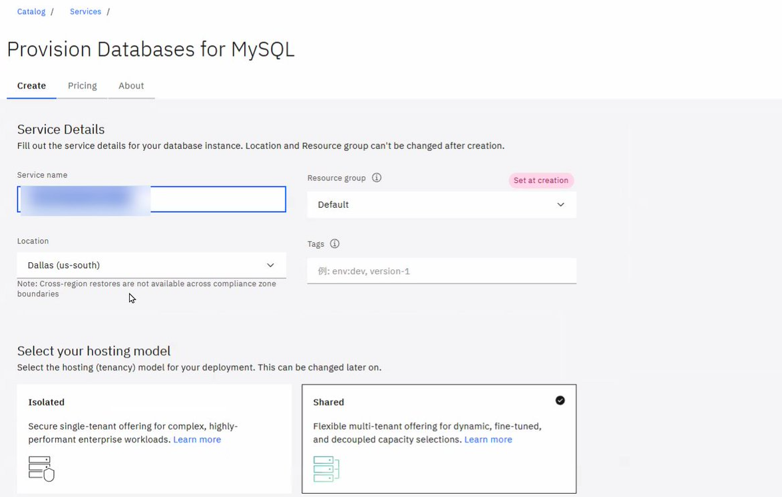 Catalog / Services /
Provision Databases for MySQL
Create Pricing About
Service Details
Fill out the service details for your database instance. Location and Resource group can't be changed after creation.
Service name
Resource group
Set at creation
Default
Location
Tags
Dallas (us-south)
例: env:dev, version-1
Note: Cross-region restores are not available across compliance zone
boundaries
Select your hosting model
Select the hosting (tenancy) model for your deployment. This can be changed later on.
Isolated
Secure single-tenant offering for complex, highly-
performant enterprise workloads. Learn more
Shared
Flexible multi-tenant offering for dynamic, fine-tuned,
and decoupled capacity selections. Learn more